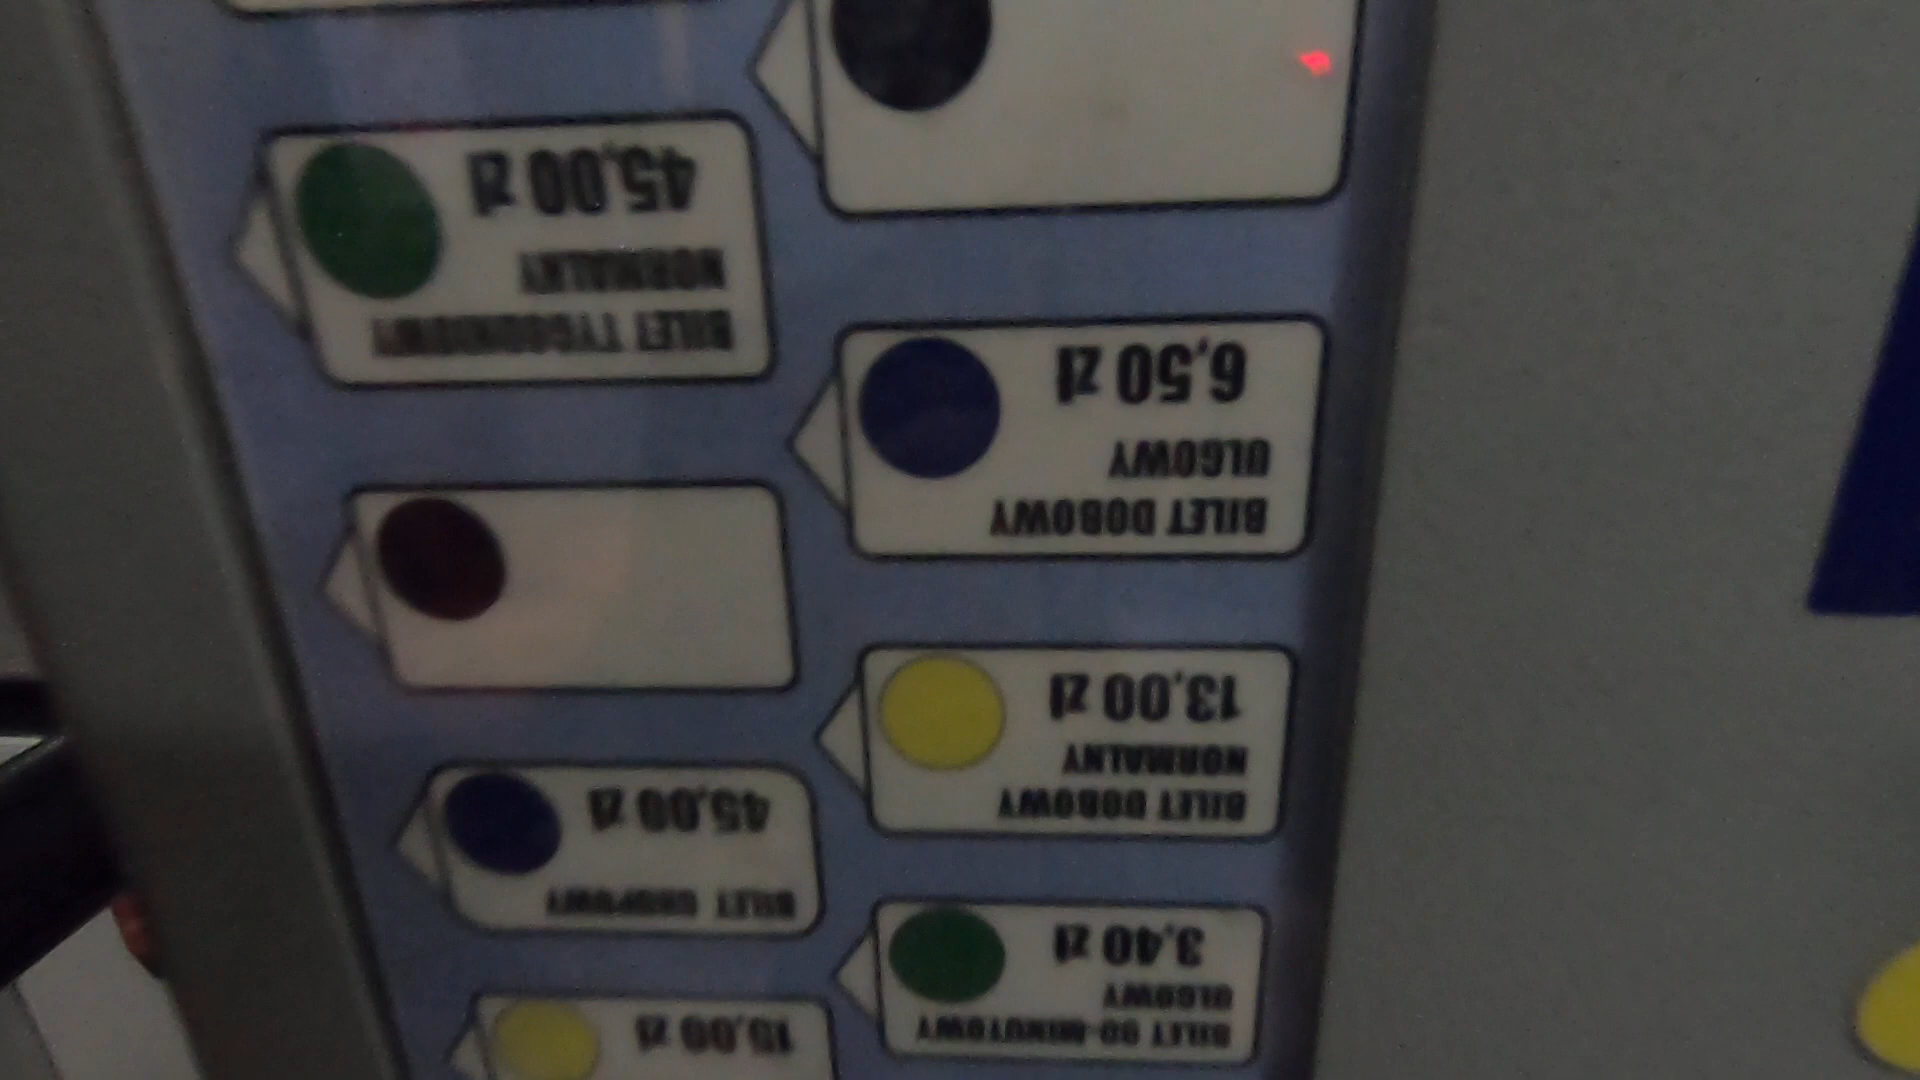 BILET 90-MINUTOWY
ULGOWY
3,40 zł
BILET DOBOWY
NORMALNY
13,00 zł
BILET DOBOWY
ULGOWY
6,50 zł
15,00 zł
BILET GRUPOWY
45,00 zł
BILET TYGODNIOWY
NORMALNY
45,00 zł